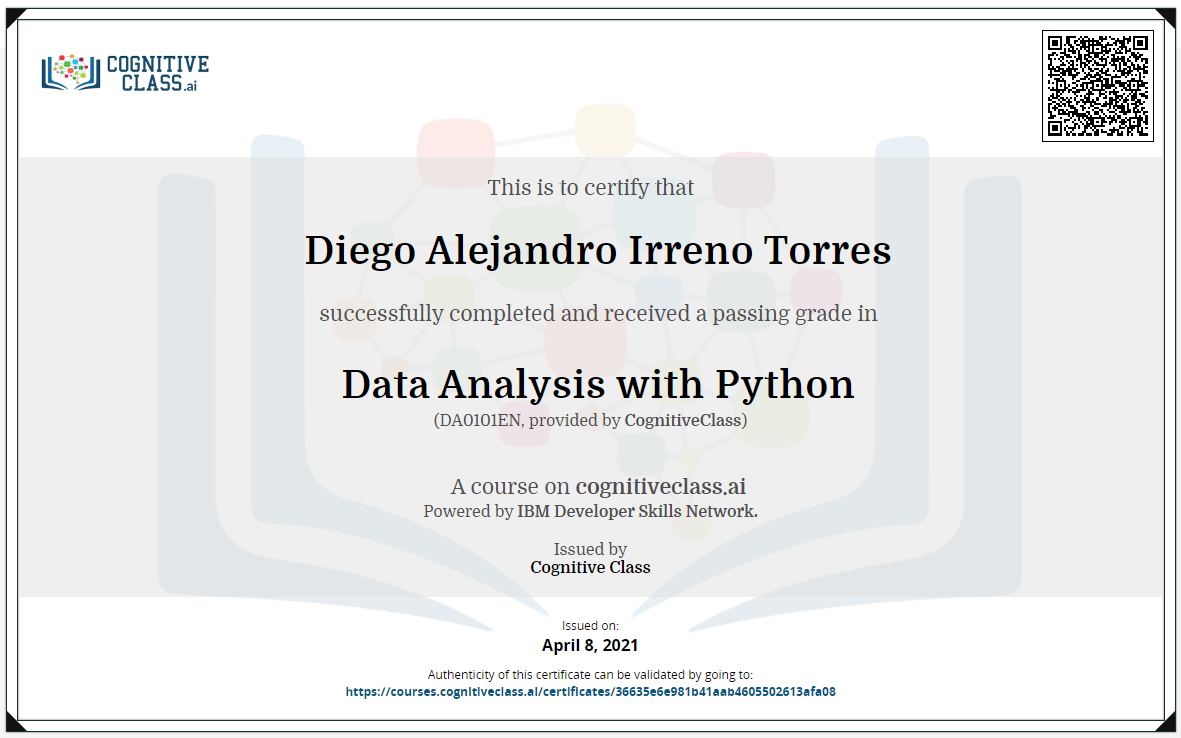 COGNITIVE
CLASS.ai
This is to certify that
Diego Alejandro Irreno Torres
successfully completed and received a passing grade in
Data Analysis with Python
(DA0101EN, provided by CognitiveClass)
A course on cognitiveclass.ai
Powered by IBM Developer Skills Network.
Issued by
Cognitive Class
Issued on:
April 8, 2021
Authenticity of this certificate can be validated by going to:
https://courses.cognitiveclass.ai/certificates/36635e6e981b41aab4605502613afa08